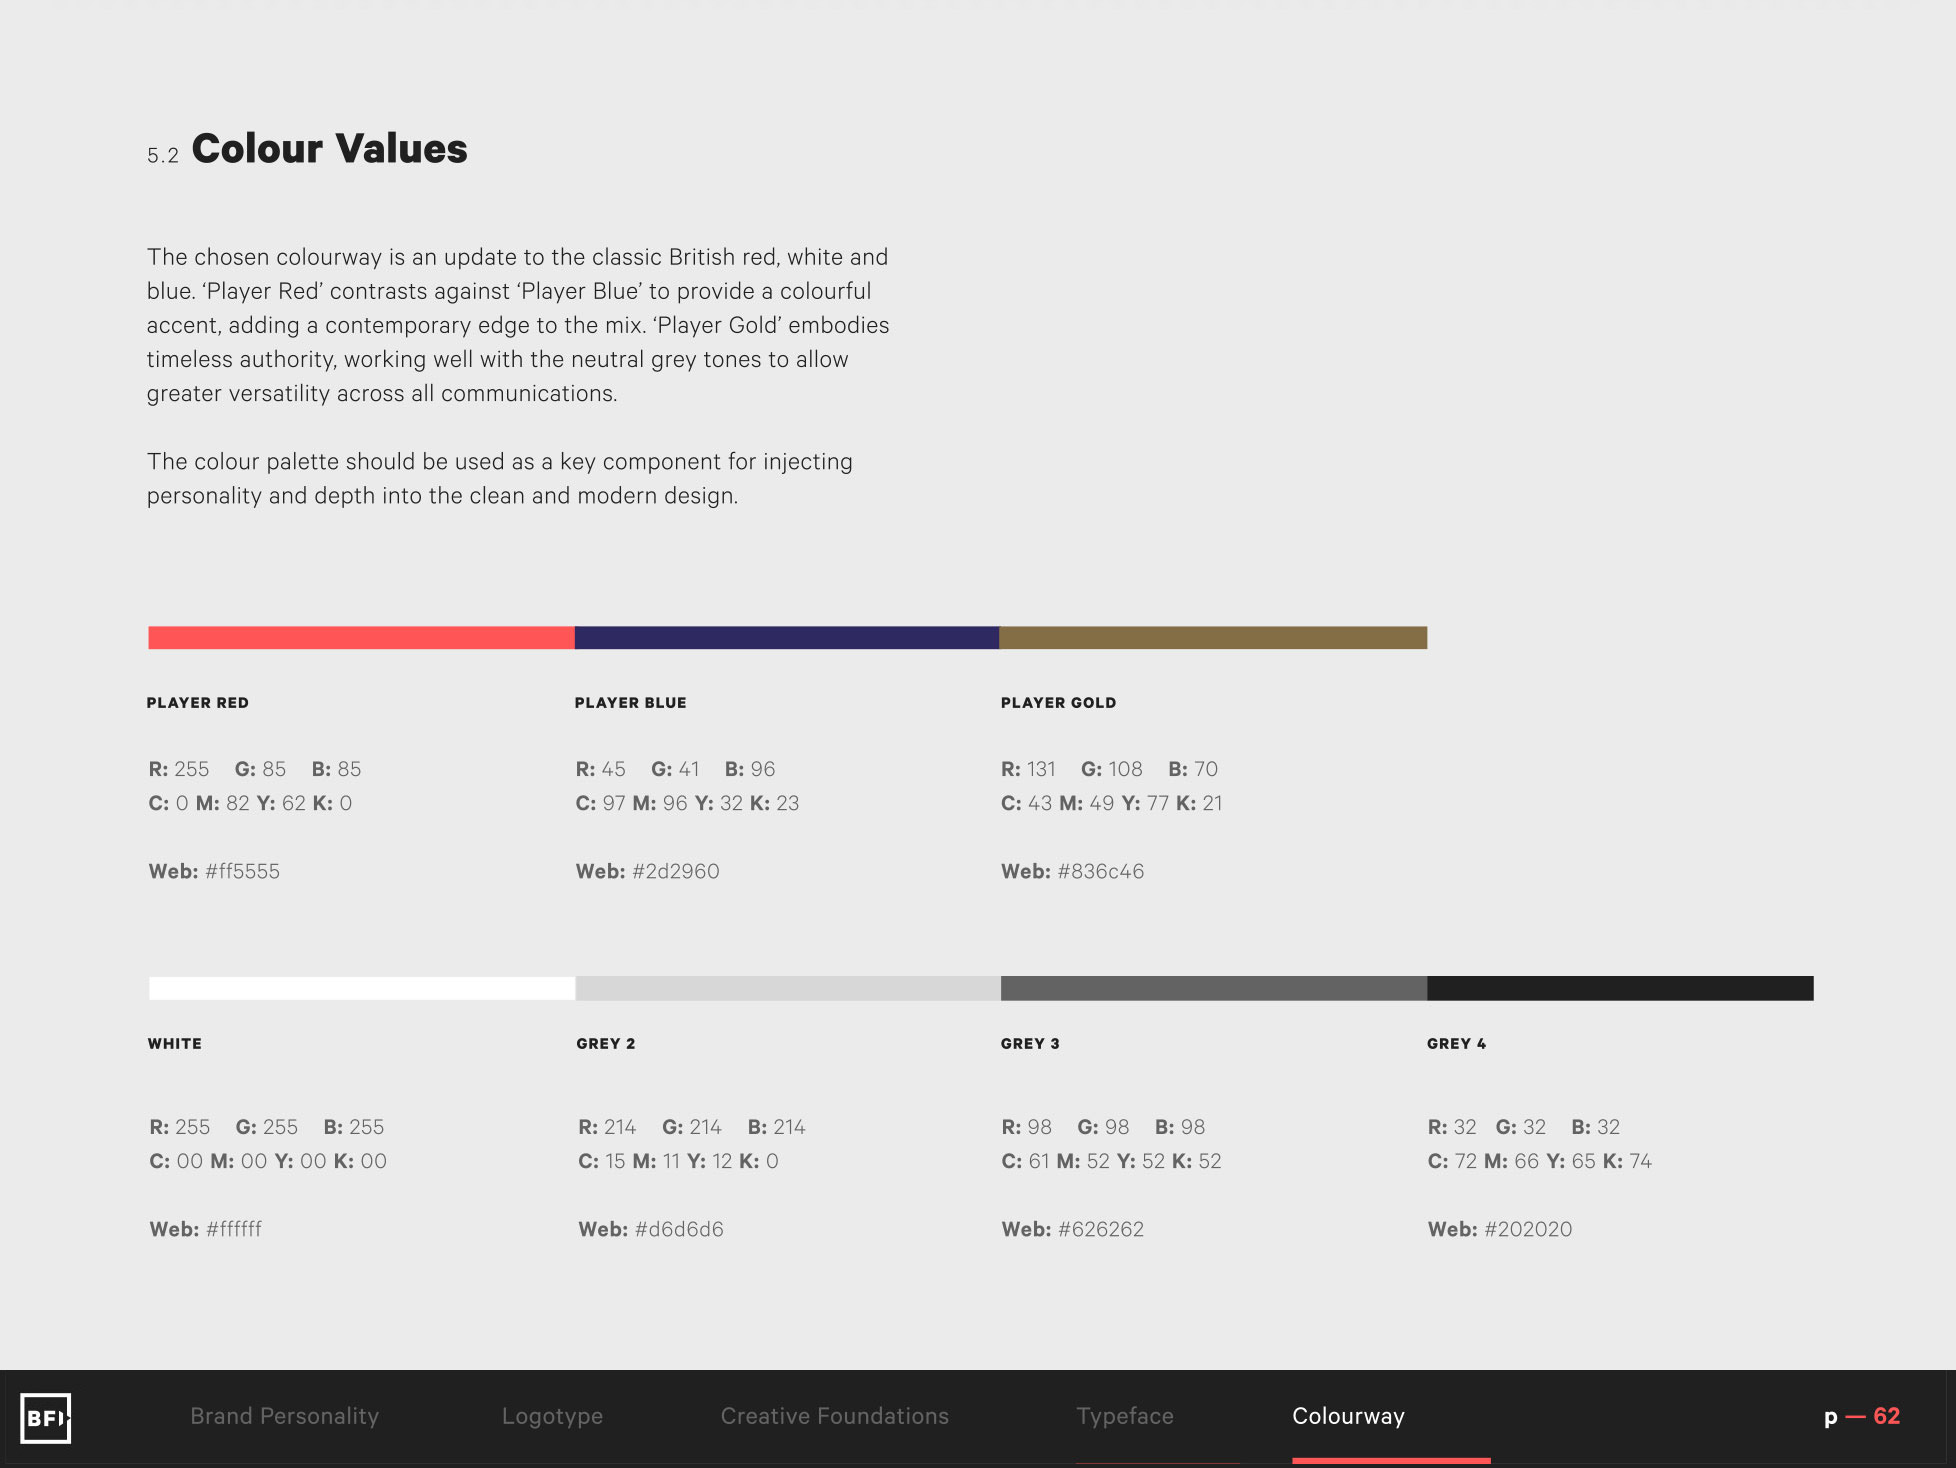 5.2 Colour Values
The chosen colourway is an update to the classic British red, white and
blue. ‘Player Red’ contrasts against ‘Player Blue’ to provide a colourful
accent, adding a contemporary edge to the mix. ‘Player Gold’ embodies
timeless authority, working well with the neutral grey tones to allow
greater versatility across all communications.
The colour palette should be used as a key component for injecting
personality and depth into the clean and modern design.
PLAYER RED
R: 255 G: 85 B: 85
C: 0 M: 82 Y: 62 K: 0
Web: #ff5555
PLAYER BLUE
R: 45 G: 41 B: 96
C: 97 M: 96 Y: 32 K: 23
Web: #2d2960
PLAYER GOLD
R: 131 G: 108 B: 70
C: 43 M: 49 Y: 77 K: 21
Web: #836c46
WHITE
R: 255 G: 255 B: 255
C: 00 M: 00 Y: 00 K: 00
Web: #ffffff
GREY 2
R: 214 G: 214 B: 214
C: 15 M: 11 Y: 12 K: 0
Web: #d6d6d6
GREY 3
R: 98 G: 98 B: 98
C: 61 M: 52 Y: 52 K: 52
Web: #626262
GREY 4
R: 32 G: 32 B: 32
C: 72 M: 66 Y: 65 K: 74
Web: #202020
BFI
Brand Personality
Logotype
Creative Foundations
Typeface
Colourway
p — 62